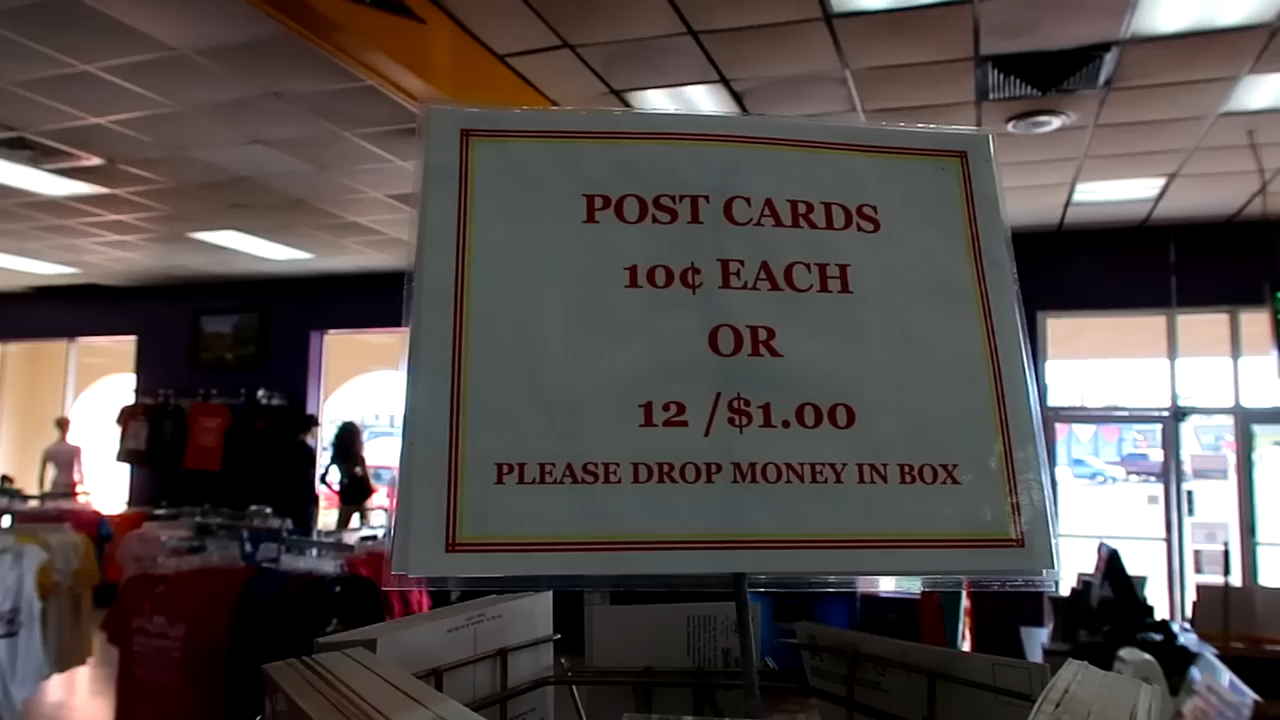 POST CARDS
10¢ EACH
OR
12 /$1.00
PLEASE DROP MONEY IN BOX